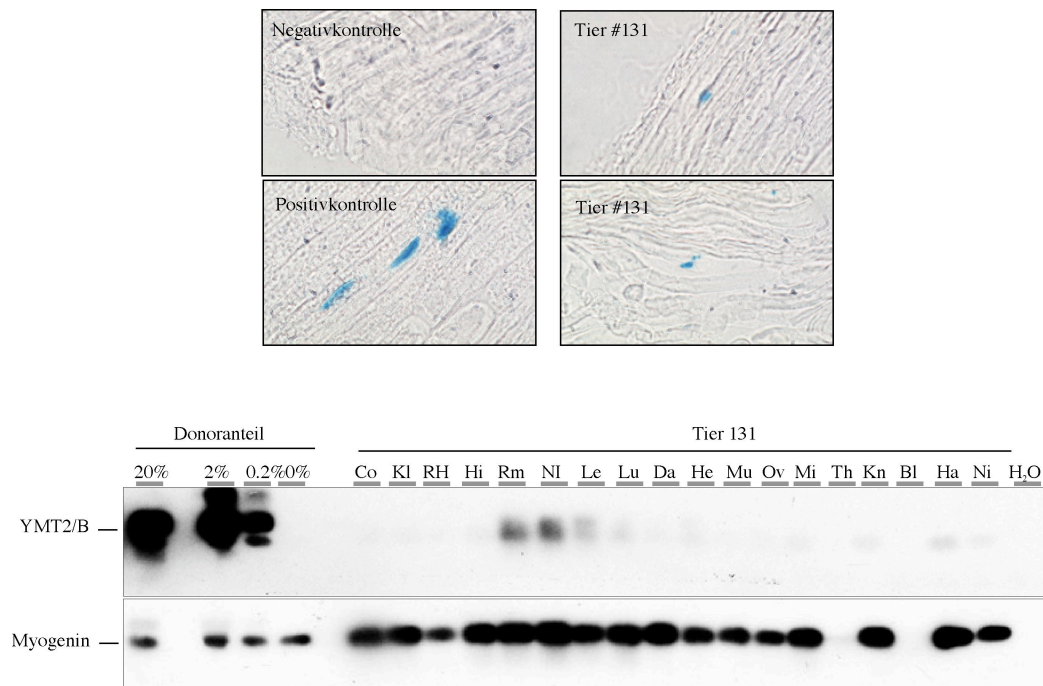 Negativkontrolle
Tier #131
Positivkontrolle
Tier #131
Donoranteil
Tier 131
20% 2% 0.2% 0% Co Kl RH Hi Rm NI Le Lu Da He Mu Ov Mi Th Kn Bl Ha Ni H₂O
YMT2/B
Myogenin